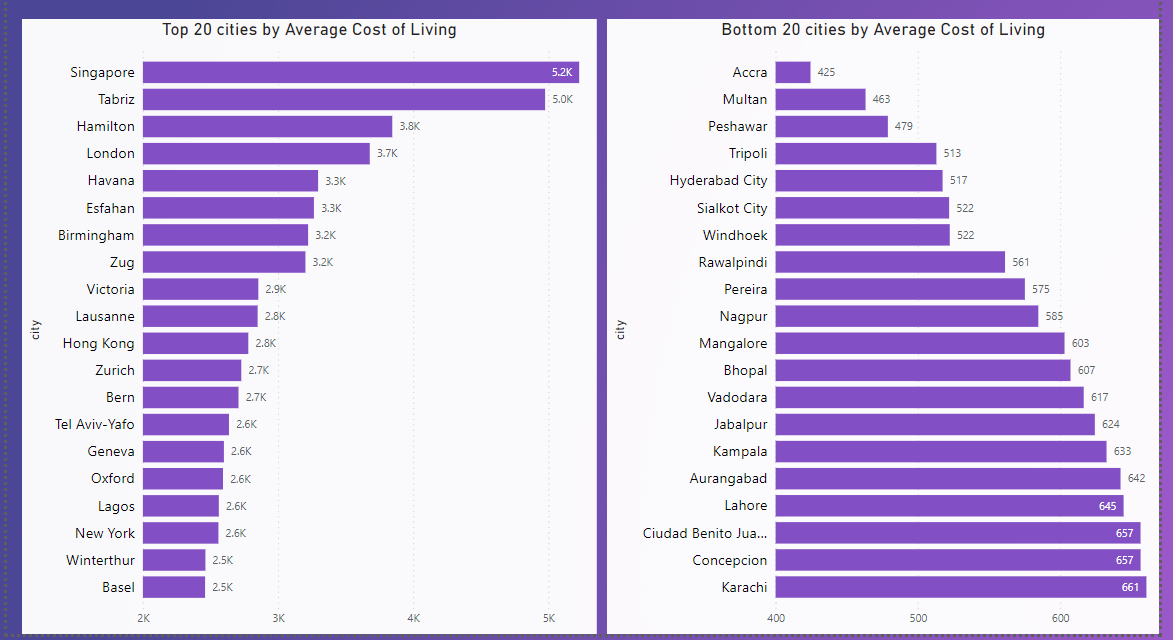 Top 20 cities by Average Cost of Living
city
Singapore 5.2K
Tabriz 5.0K
Hamilton 3.8K
London 3.7K
Havana 3.3K
Esfahan 3.3K
Birmingham 3.2K
Zug 3.2K
Victoria 2.9K
Lausanne 2.8K
Hong Kong 2.8K
Zurich 2.7K
Bern 2.7K
Tel Aviv-Yafo 2.6K
Geneva 2.6K
Oxford 2.6K
Lagos 2.6K
New York 2.6K
Winterthur 2.5K
Basel 2.5K
2K 3K 4K 5K
Bottom 20 cities by Average Cost of Living
city
Accra 425
Multan 463
Peshawar 479
Tripoli 513
Hyderabad City 517
Sialkot City 522
Windhoek 522
Rawalpindi 561
Pereira 575
Nagpur 585
Mangalore 603
Bhopal 607
Vadodara 617
Jabalpur 624
Kampala 633
Aurangabad 642
Lahore 645
Ciudad Benito Jua... 657
Concepcion 657
Karachi 661
400 500 600